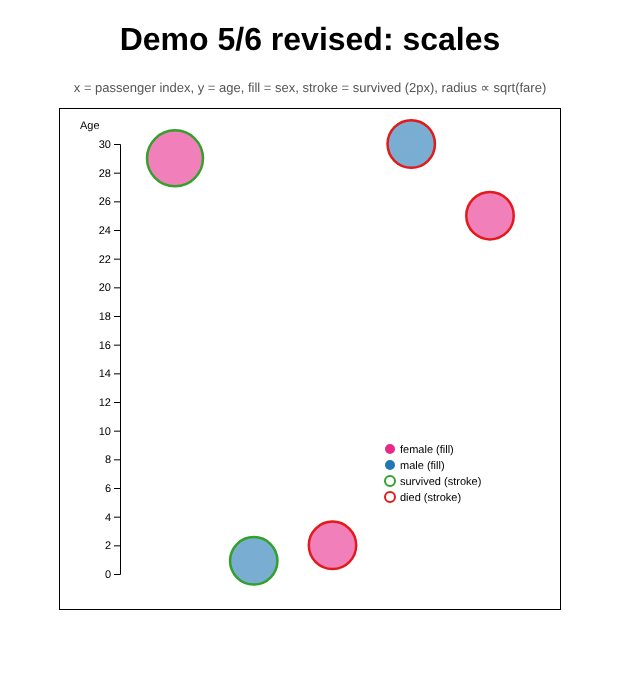 Demo 5/6 revised: scales
x = passenger index, y = age, fill = sex, stroke = survived (2px), radius ∝ sqrt(fare)
Age
30
28
26
24
22
20
18
16
14
12
10
8
6
4
2
0
female (fill)
male (fill)
survived (stroke)
died (stroke)